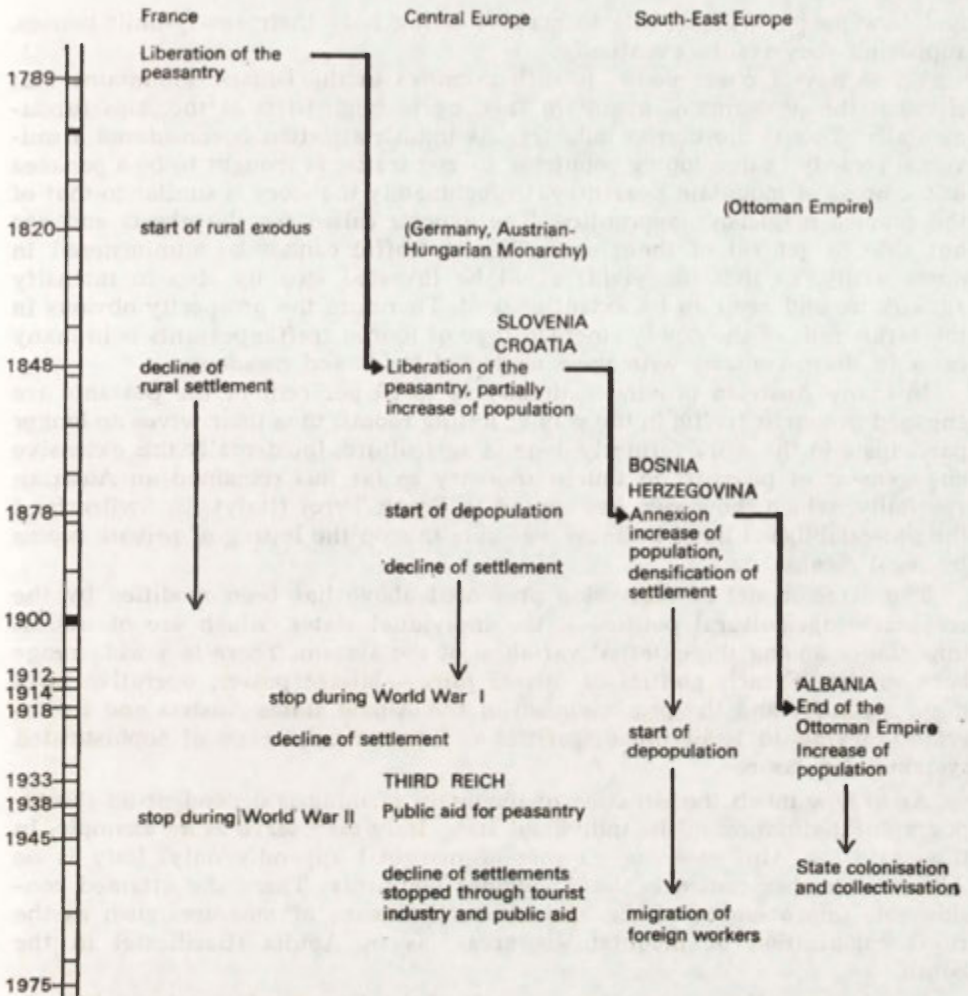 France
Central Europe
South-East Europe
Liberation of the
peasantry
1789
(Ottoman Empire)
1820
start of rural exodus
(Germany, Austrian-
Hungarian Monarchy)
SLOVENIA
CROATIA
1848
decline of
rural settlement
Liberation of the
peasantry, partially
increase of population
BOSNIA
HERZEGOVINA
1878
start of depopulation
Annexion
increase of
population,
densification of
settlement
decline of settlement
1900
1912
1914
1918
stop during World War I
ALBANIA
End of the
Ottoman Empire
Increase of
population
decline of settlement
start of
depopulation
1933
1938
1945
THIRD REICH
Public aid for peasantry
stop during World War II
State colonisation
and collectivisation
decline of settlements
stopped through tourist
industry and public aid
migration of
foreign workers
1975